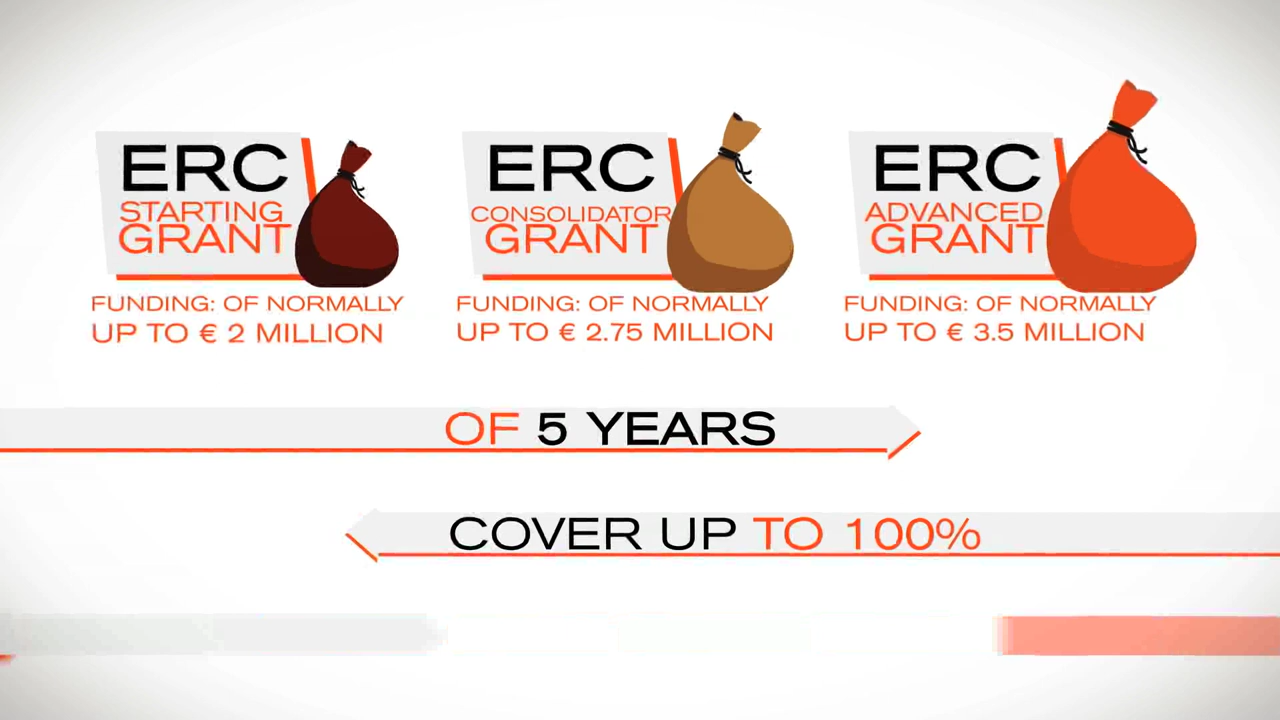 ERC
STARTING
GRANT
FUNDING: OF NORMALLY
UP TO € 2 MILLION
ERC
CONSOLIDATOR
GRANT
FUNDING: OF NORMALLY
UP TO € 2.75 MILLION
ERC
ADVANCED
GRANT
FUNDING: OF NORMALLY
UP TO € 3.5 MILLION
OF 5 YEARS
COVER UP TO 100%